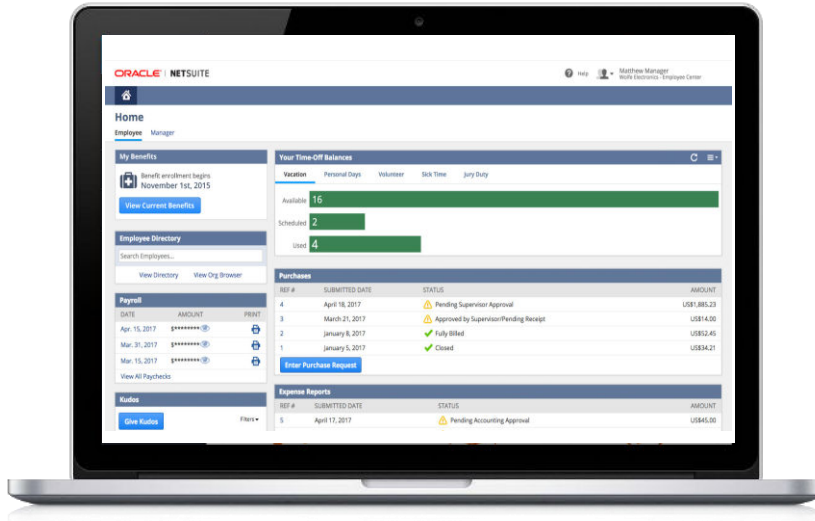 ORACLE | NETSUITE
Help
Matthew Manager
Wolfe Electronics - Employee Center
Home
Employee Manager
My Benefits
Benefit enrollment begins
November 1st, 2015
View Current Benefits
Employee Directory
Search Employees...
View Directory View Org Browser
Payroll
DATE AMOUNT PRINT
Apr. 15, 2017 $********
Mar. 31, 2017 $********
Mar. 15, 2017 $********
View All Paychecks
Kudos
Give Kudos Filters
Your Time-Off Balances
Vacation Personal Days Volunteer Sick Time Jury Duty
Available 16
Scheduled 2
Used 4
Purchases
REF # SUBMITTED DATE STATUS AMOUNT
4 April 18, 2017 Pending Supervisor Approval US$1,885.23
3 March 21, 2017 Approved by Supervisor/Pending Receipt US$14.00
2 January 8, 2017 Fully Billed US$52.45
1 January 5, 2017 Closed US$34.21
Enter Purchase Request
Expense Reports
REF # SUBMITTED DATE STATUS AMOUNT
5 April 17, 2017 Pending Accounting Approval US$45.00